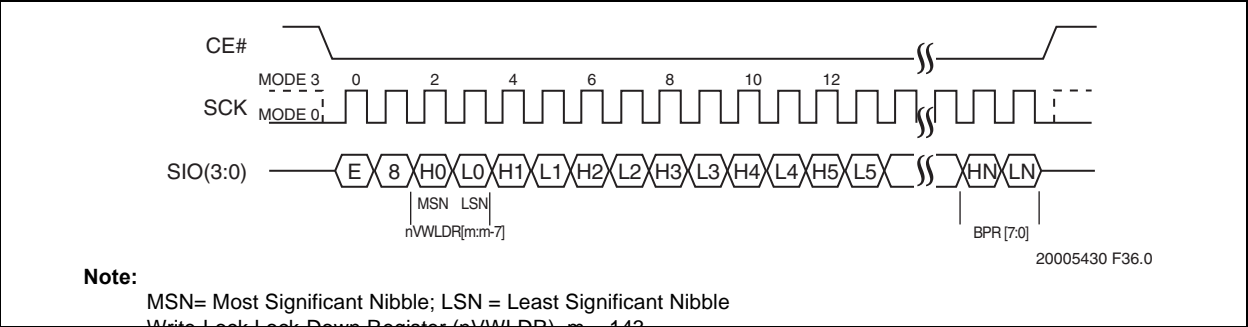 CE#
MODE 3 0 2 4 6 8 10 12
SCK
MODE 0
SIO(3:0) E 8 H0 L0 H1 L1 H2 L2 H3 L3 H4 L4 H5 L5 HN LN
MSN LSN
nVWLDR[m:m-7] BPR [7:0]
20005430 F36.0
Note:
MSN= Most Significant Nibble; LSN = Least Significant Nibble